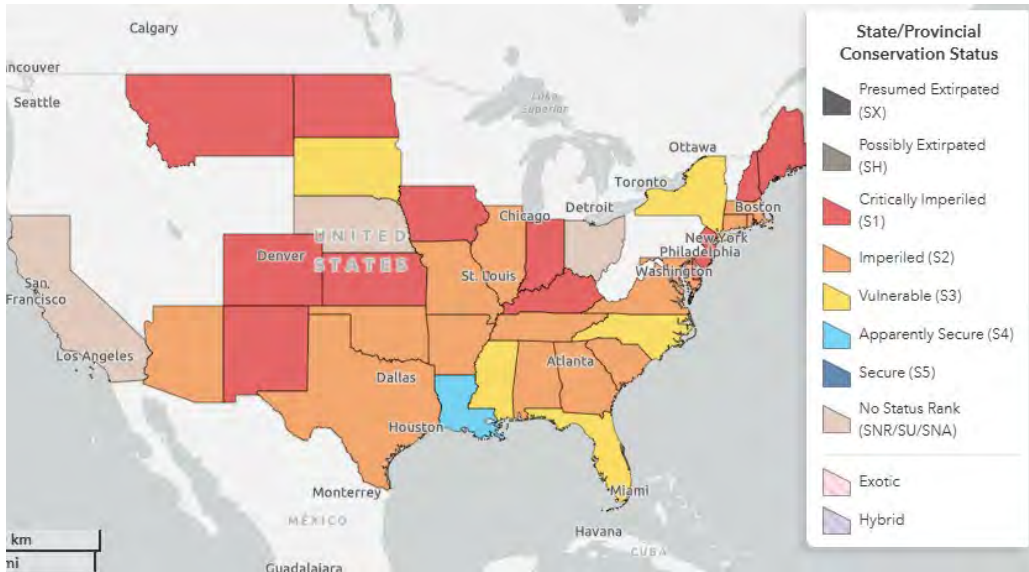 Calgary
ncouver
Seattle
Lake
Superior
Ottawa
Toronto
Boston
Chicago
Detroit
New York
Philadelphia
UNITED
STATES
Denver
St. Louis
Washington
San
Francisco
Los Angeles
Atlanta
Dallas
Houston
Monterrey
Miami
MÉXICO
Havana
CUBA
Guadalajara
km
mi
State/Provincial
Conservation Status
Presumed Extirpated
(SX)
Possibly Extirpated
(SH)
Critically Imperiled
(S1)
Imperiled (S2)
Vulnerable (S3)
Apparently Secure (S4)
Secure (S5)
No Status Rank
(SNR/SU/SNA)
Exotic
Hybrid